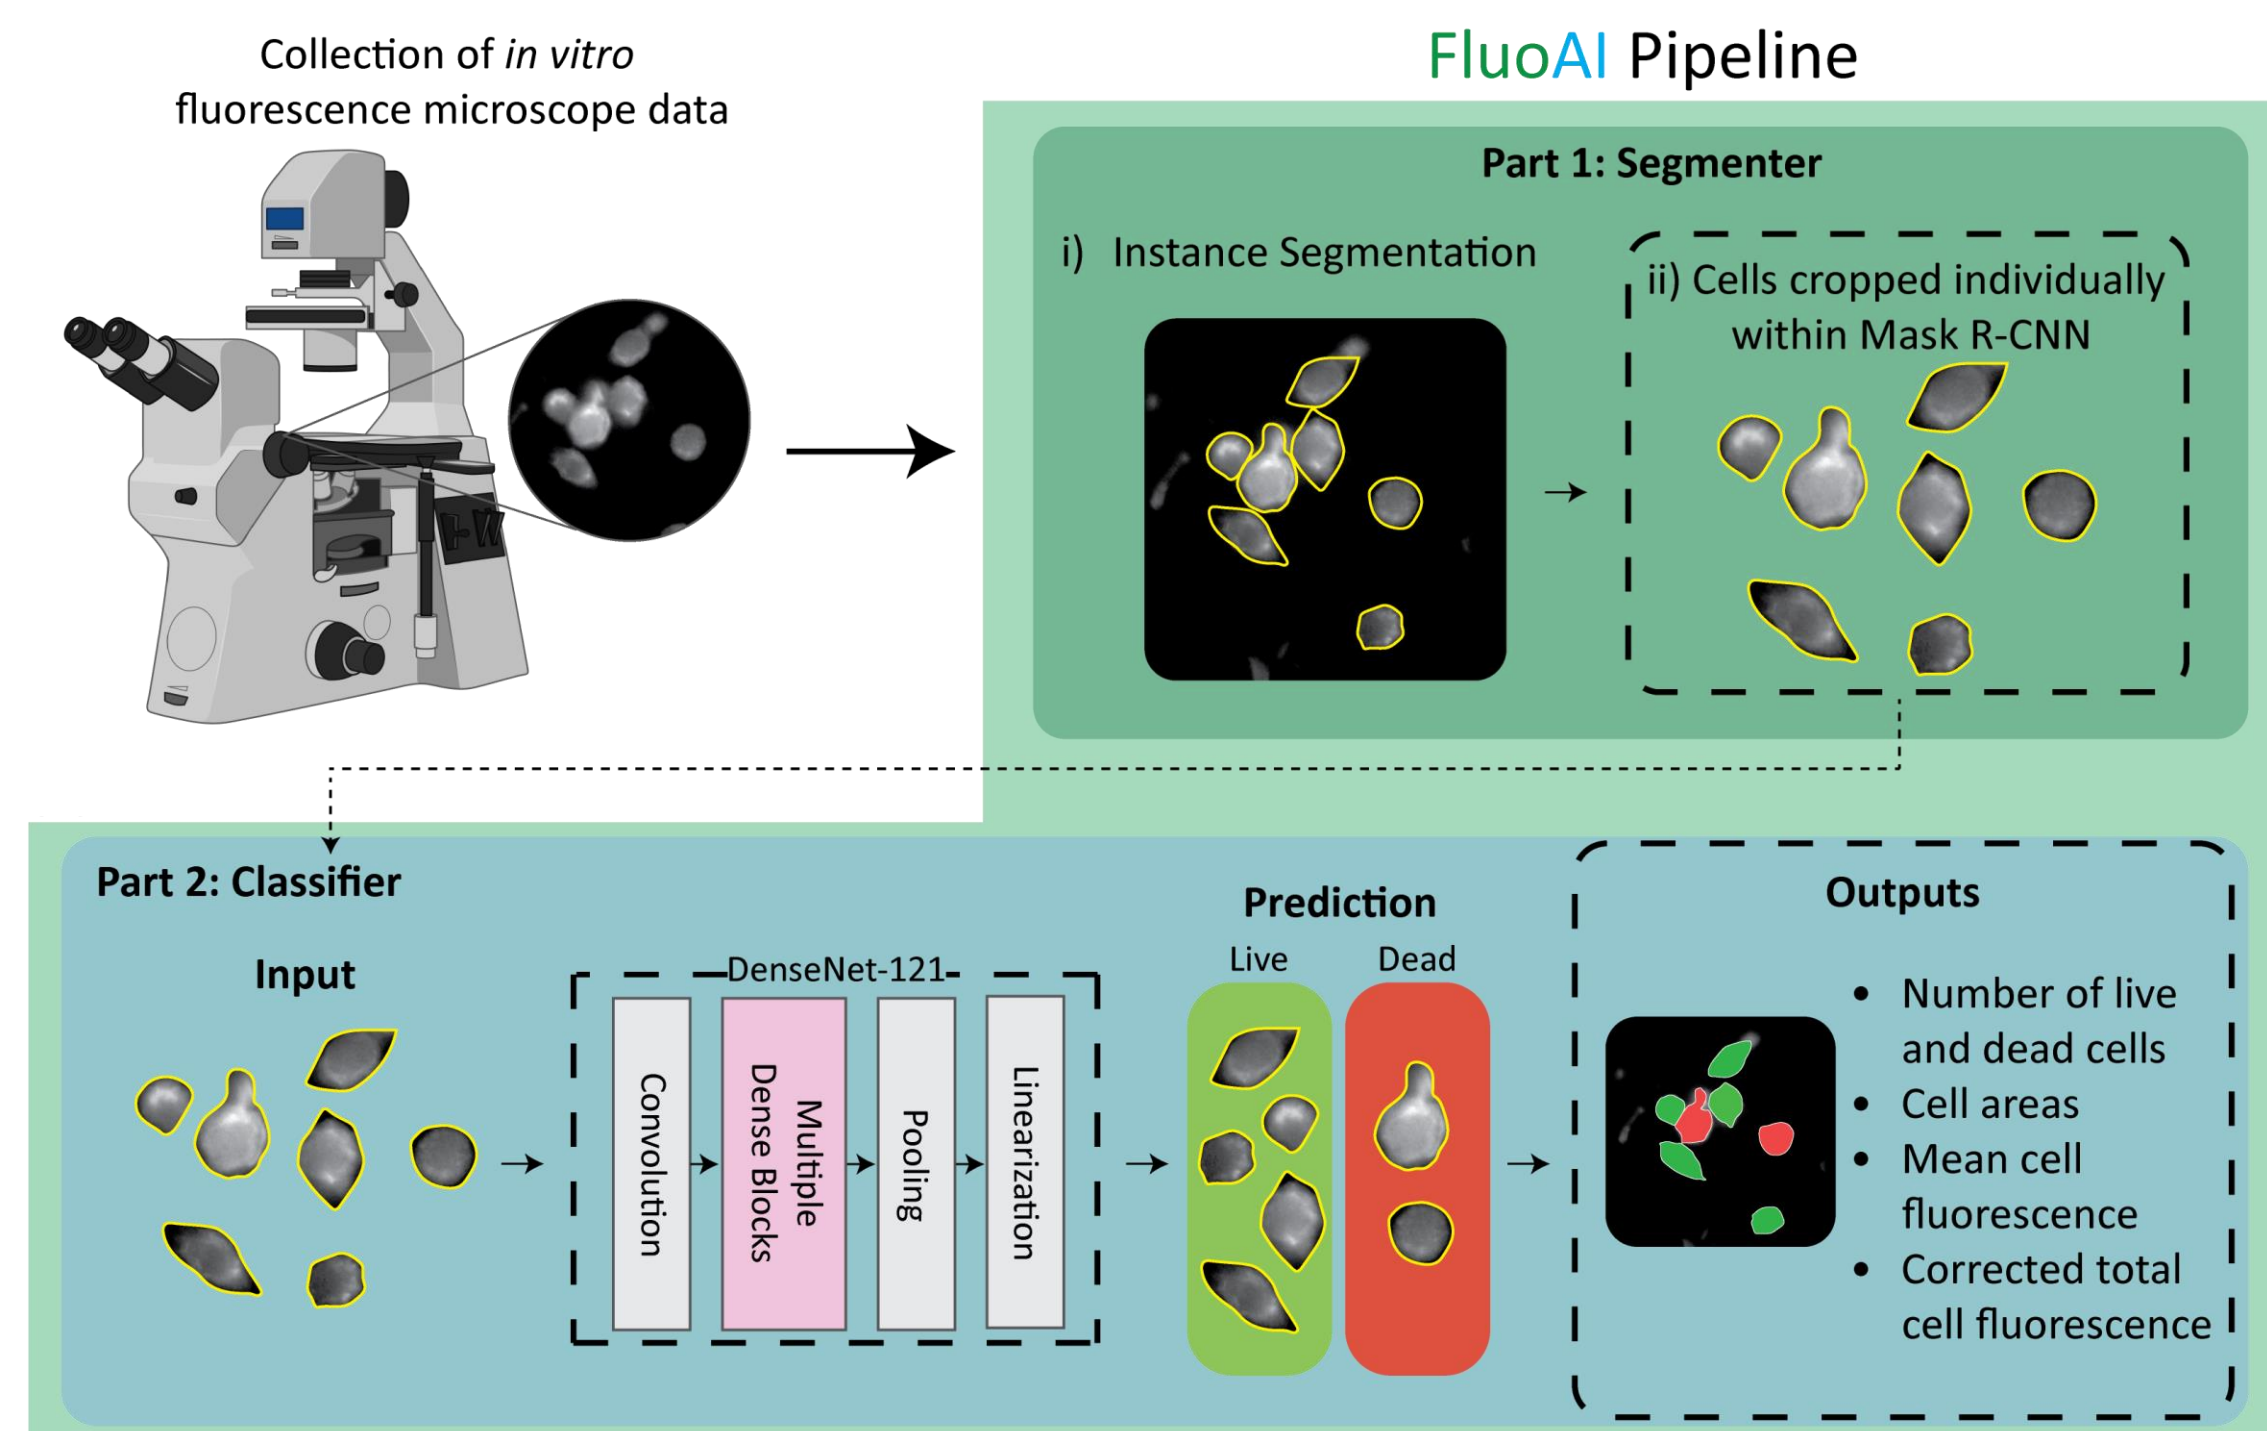 Collection of in vitro
fluorescence microscope data
FluoAI Pipeline
Part 1: Segmenter
i) Instance Segmentation
ii) Cells cropped individually
within Mask R-CNN
Part 2: Classifier
Input
DenseNet-121
Convolution
Multiple
Dense Blocks
Pooling
Linearization
Prediction
Live
Dead
Outputs
• Number of live
and dead cells
• Cell areas
• Mean cell
fluorescence
• Corrected total
cell fluorescence